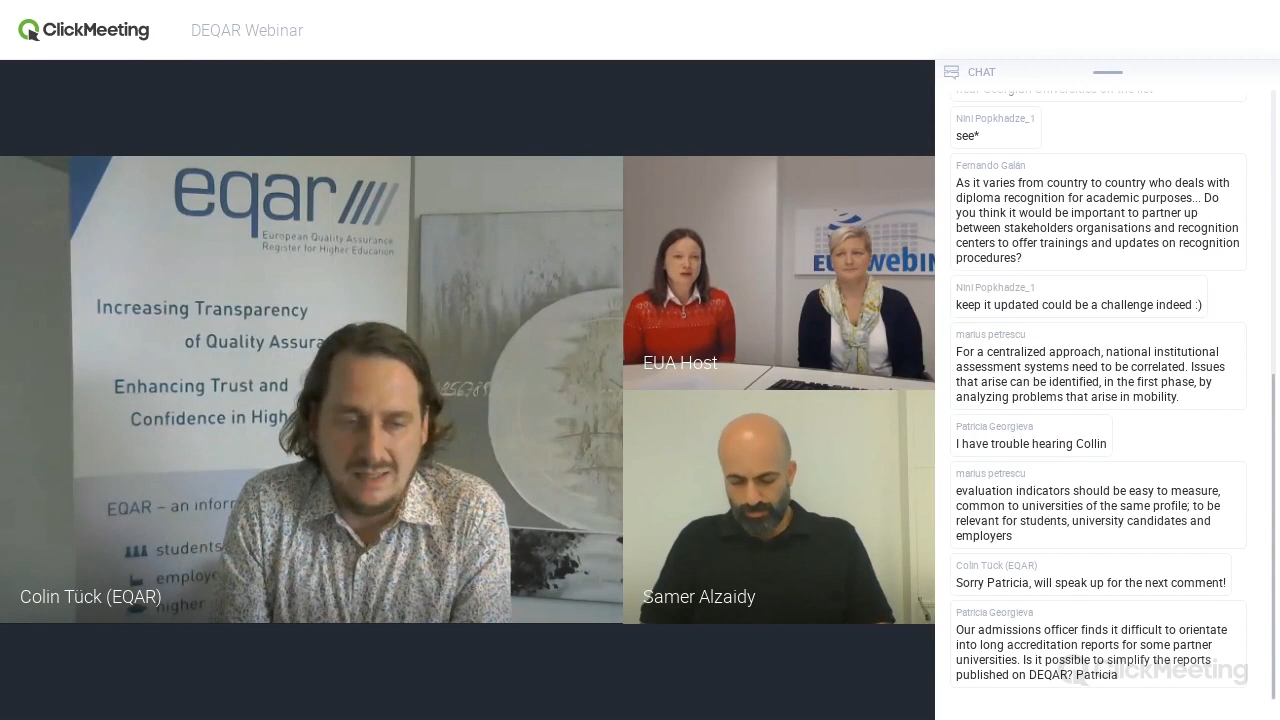 ClickMeeting
DEQAR Webinar
CHAT
eqar
European Quality Assurance
Register for Higher Education
Increasing Transparency
of Quality Assura
Enhancing Trust and
Confidence in High
EQAR – an inform
students
employe
higher
Colin Tück (EQAR)
EUA Host
Samer Alzaidy
Nini Popkhadze_1
see*
Fernando Galán
As it varies from country to country who deals with
diploma recognition for academic purposes... Do
you think it would be important to partner up
between stakeholders organisations and recognition
centers to offer trainings and updates on recognition
procedures?
Nini Popkhadze_1
keep it updated could be a challenge indeed :)
marius petrescu
For a centralized approach, national institutional
assessment systems need to be correlated. Issues
that arise can be identified, in the first phase, by
analyzing problems that arise in mobility.
Patricia Georgieva
I have trouble hearing Collin
marius petrescu
evaluation indicators should be easy to measure,
common to universities of the same profile; to be
relevant for students, university candidates and
employers
Colin Tück (EQAR)
Sorry Patricia, will speak up for the next comment!
Patricia Georgieva
Our admissions officer finds it difficult to orientate
into long accreditation reports for some partner
universities. Is it possible to simplify the reports
published on DEQAR? Patricia
ClickMeeting